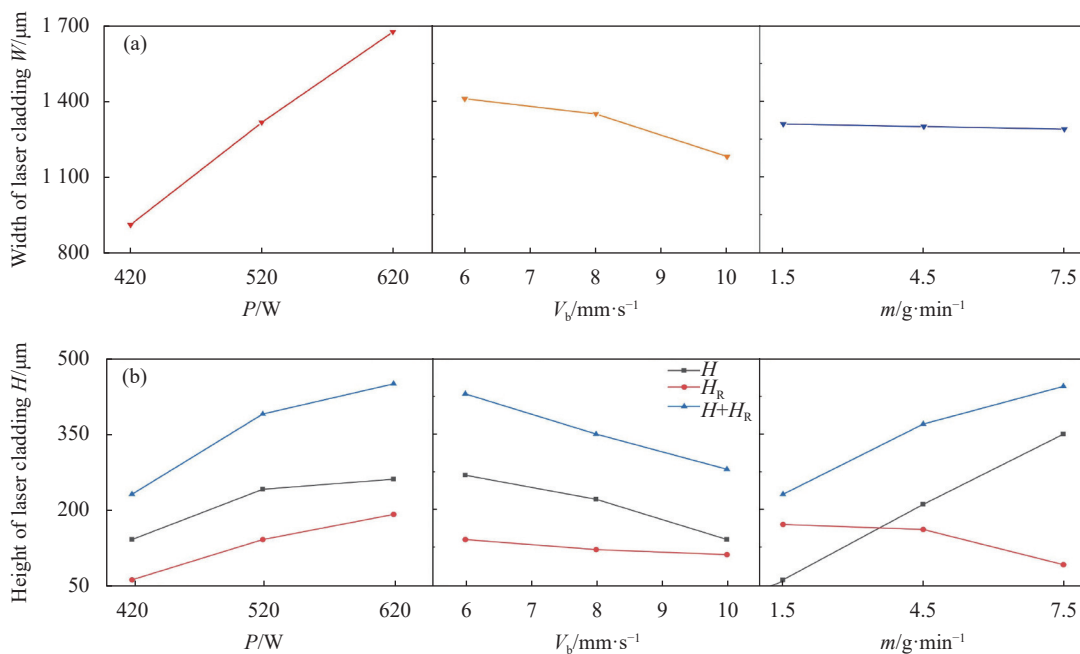 1 700
(a)
1 400
1 100
800
Width of laser cladding W/μm
420 520 620
6 7 8 9 10
1.5 4.5 7.5
P/W
V_b/mm·s⁻¹
m/g·min⁻¹
500
(b)
350
200
50
Height of laser cladding H/μm
H
H_R
H+H_R
420 520 620
6 7 8 9 10
1.5 4.5 7.5
P/W
V_b/mm·s⁻¹
m/g·min⁻¹